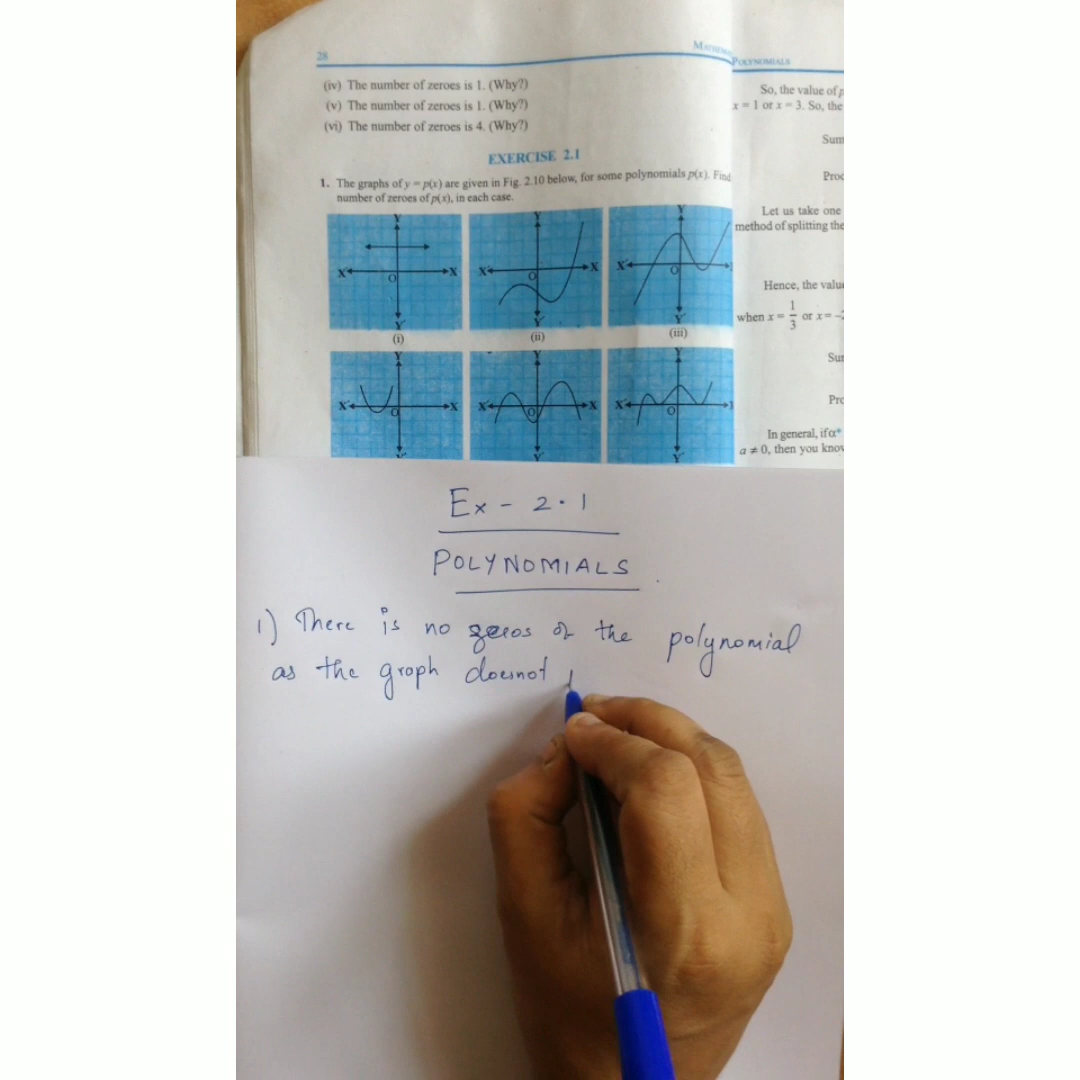 28
(iv) The number of zeroes is 1. (Why?)
(v) The number of zeroes is 1. (Why?)
(vi) The number of zeroes is 4. (Why?)
EXERCISE 2.1
1. The graphs of y = p(x) are given in Fig. 2.10 below, for some polynomials p(x). Find
number of zeroes of p(x), in each case.
Y Y Y
X' O X X' O X X' O
Y' Y' Y'
(i) (ii) (iii)
Y Y Y
X' O X X' O X X' O X
POLYNOMIALS
So, the value of p
x = 1 or x = 3. So, the
Sum
Let us take one
method of splitting the
Hence, the value
when x = 1/3 or x = –2
In general, if α*
a ≠ 0, then you know
Ex - 2.1
POLYNOMIALS
1) There is no zeros of the polynomial
as the graph doesnot